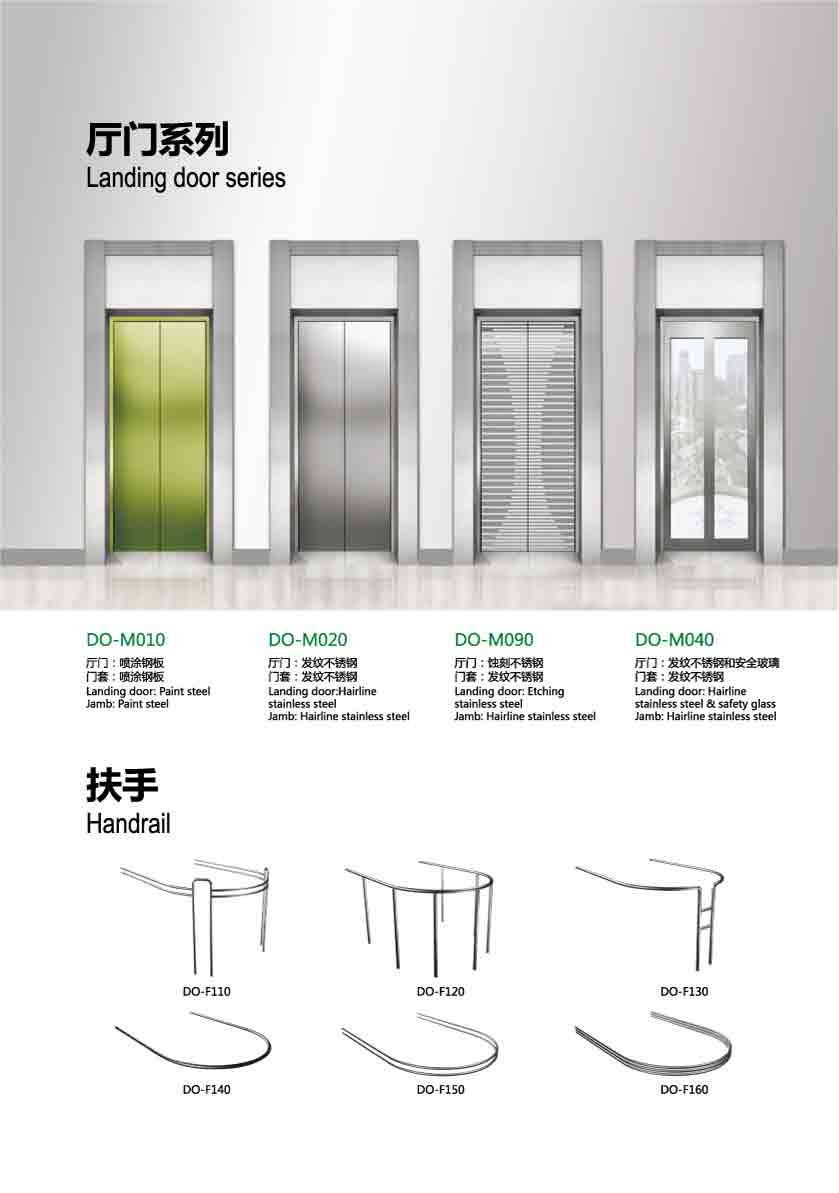 厅门系列
Landing door series
DO-M010
厅门：喷涂钢板
门套：喷涂钢板
Landing door: Paint steel
Jamb: Paint steel
DO-M020
厅门：发纹不锈钢
门套：发纹不锈钢
Landing door:Hairline
stainless steel
Jamb: Hairline stainless steel
DO-M090
厅门：蚀刻不锈钢
门套：发纹不锈钢
Landing door: Etching
stainless steel
Jamb: Hairline stainless steel
DO-M040
厅门：发纹不锈钢和安全玻璃
门套：发纹不锈钢
Landing door: Hairline
stainless steel & safety glass
Jamb: Hairline stainless steel
扶手
Handrail
DO-F110
DO-F120
DO-F130
DO-F140
DO-F150
DO-F160